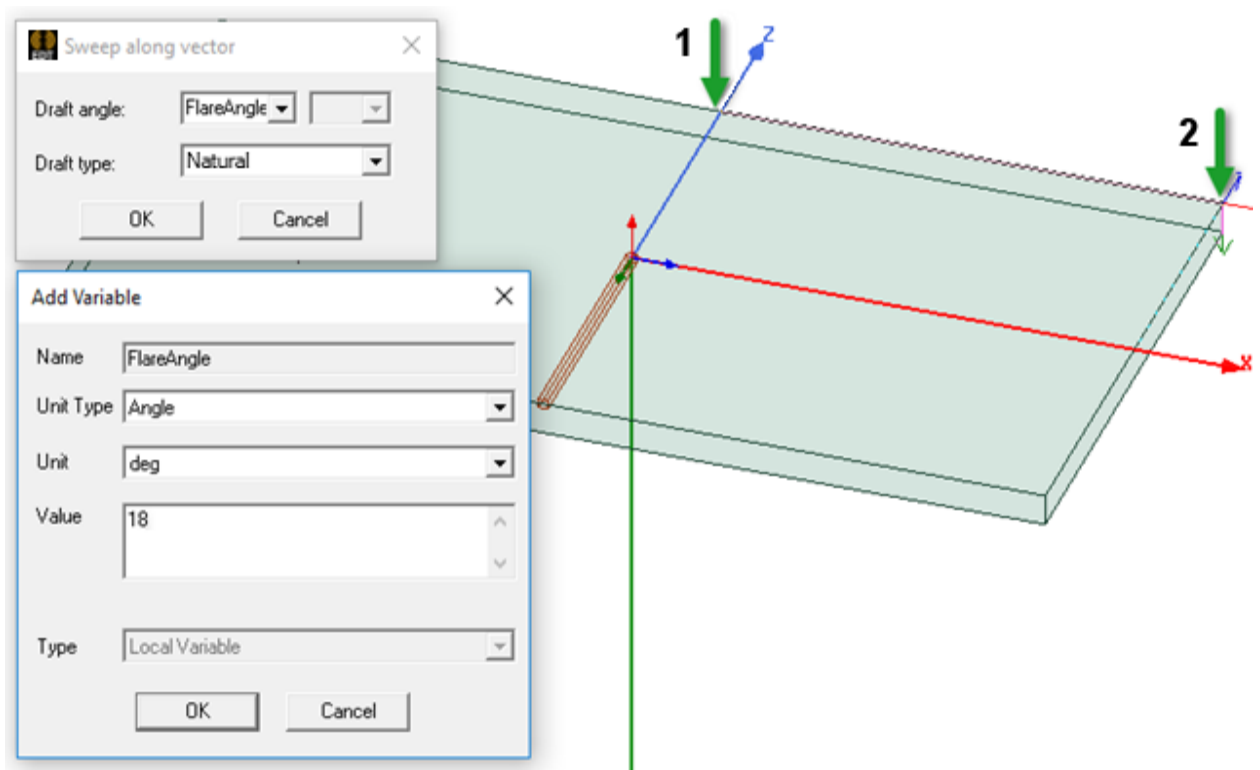 Sweep along vector
Draft angle: FlareAngle
Draft type: Natural
OK Cancel
Add Variable
Name FlareAngle
Unit Type Angle
Unit deg
Value 18
Type Local Variable
OK Cancel
1
Z
2
X